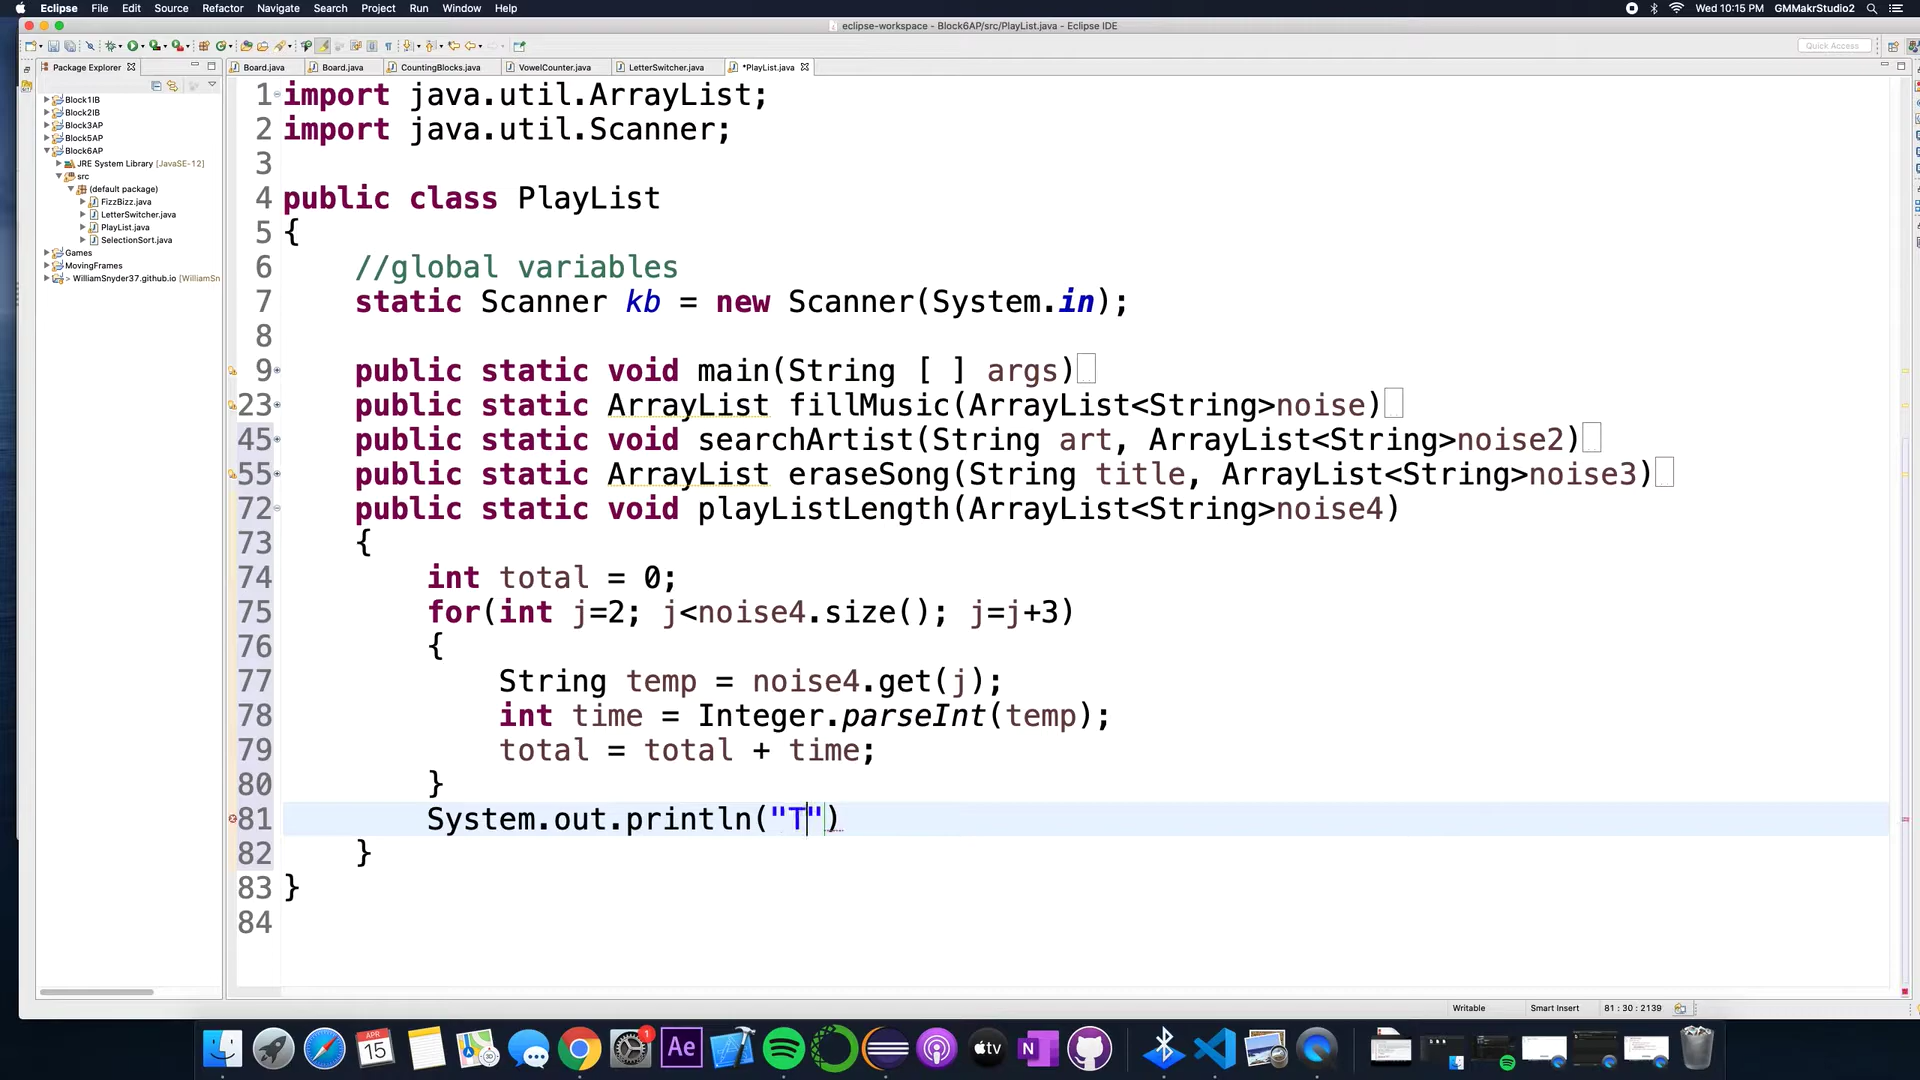 Eclipse File Edit Source Refactor Navigate Search Project Run Window Help Wed 10:15 PM GMMakrStudio2
eclipse-workspace - Block6AP/src/PlayList.java - Eclipse IDE
Quick Access
Package Explorer Board.java Board.java CountingBlocks.java VowelCounter.java LetterSwitcher.java *PlayList.java
Block1IB
Block2IB
Block3AP
Block5AP
Block6AP
JRE System Library [JavaSE-12]
src
(default package)
FizzBizz.java
LetterSwitcher.java
PlayList.java
SelectionSort.java
Games
MovingFrames
> WilliamSnyder37.github.io [WilliamSn
1 import java.util.ArrayList;
2 import java.util.Scanner;
3
4 public class PlayList
5 {
6 //global variables
7 static Scanner kb = new Scanner(System.in);
8
9 public static void main(String [ ] args)
23 public static ArrayList fillMusic(ArrayList<String>noise)
45 public static void searchArtist(String art, ArrayList<String>noise2)
55 public static ArrayList eraseSong(String title, ArrayList<String>noise3)
72 public static void playListLength(ArrayList<String>noise4)
73 {
74 int total = 0;
75 for(int j=2; j<noise4.size(); j=j+3)
76 {
77 String temp = noise4.get(j);
78 int time = Integer.parseInt(temp);
79 total = total + time;
80 }
81 System.out.println("T")
82 }
83 }
84
Writable Smart Insert 81 : 30 : 2139
APR 15 1 Ae tv N